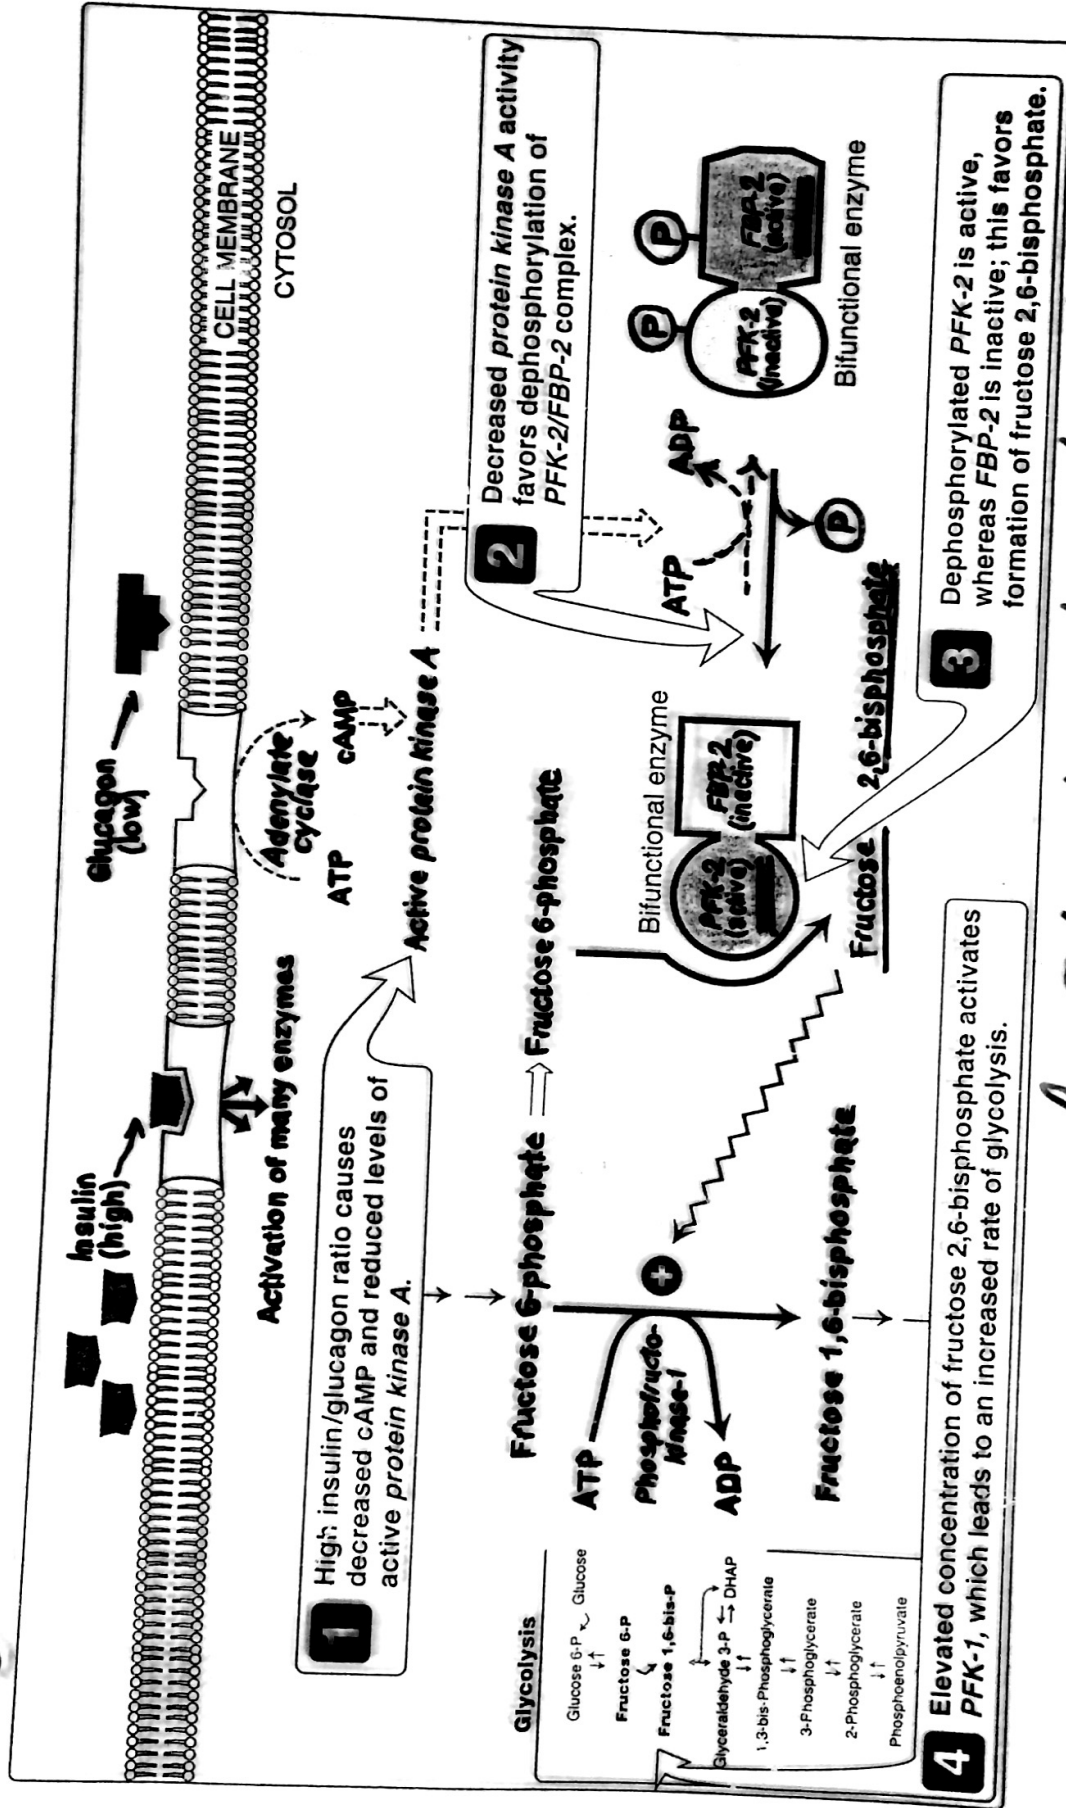 Insulin
(high)
Glucagon
(low)
CELL MEMBRANE
CYTOSOL
Activation of many enzymes
Adenylate
cyclase
ATP
cAMP
Active protein kinase A
1
High insulin/glucagon ratio causes
decreased cAMP and reduced levels of
active protein kinase A.
2
Decreased protein kinase A activity
favors dephosphorylation of
PFK-2/FBP-2 complex.
Glycolysis
Glucose 6-P
Glucose
Fructose 6-P
Fructose 1,6-bis-P
Glyceraldehyde 3-P
DHAP
1,3-bis-Phosphoglycerate
3-Phosphoglycerate
2-Phosphoglycerate
Phosphoenolpyruvate
Fructose 6-phosphate
Fructose 6-phosphate
ATP
Phosphofructo-
kinase-1
ADP
+
Fructose 1,6-bisphosphate
Bifunctional enzyme
PFK-2
(active)
FBP-2
(inactive)
Fructose 2,6-bisphosphate
ATP
ADP
P
P
P
PFK-2
(inactive)
FBP-2
(active)
Bifunctional enzyme
3
Dephosphorylated PFK-2 is active,
whereas FBP-2 is inactive; this favors
formation of fructose 2,6-bisphosphate.
4
Elevated concentration of fructose 2,6-bisphosphate activates
PFK-1, which leads to an increased rate of glycolysis.